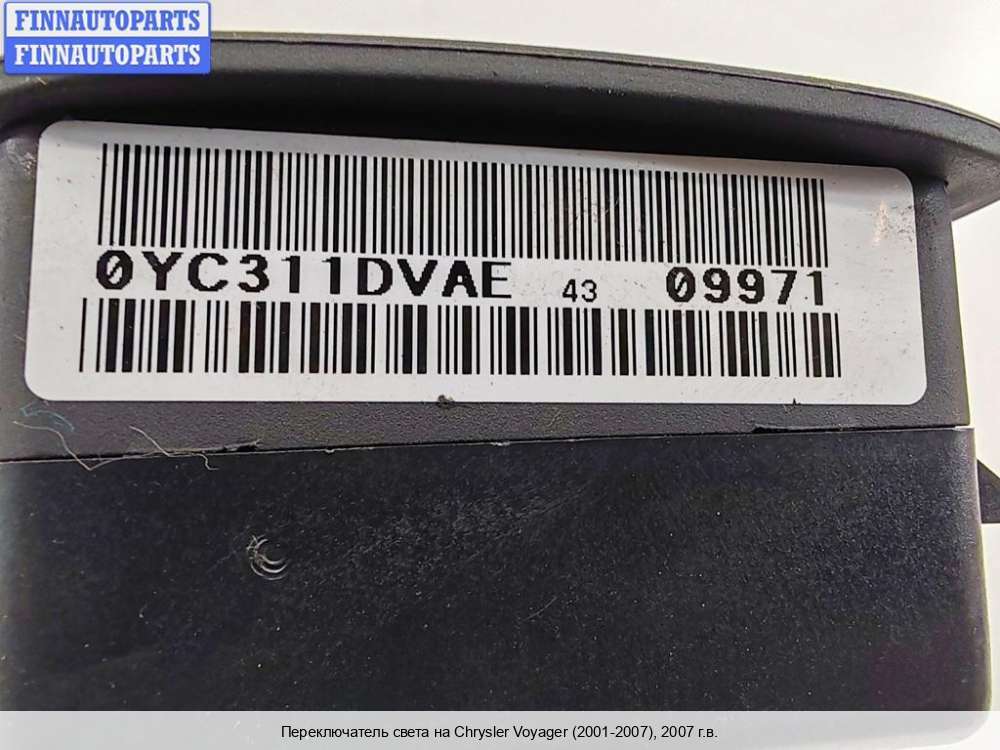 FINNAUTOPARTS
FINNAUTOPARTS
0YC311DVAE 43 09971
Переключатель света на Chrysler Voyager (2001-2007), 2007 г.в.